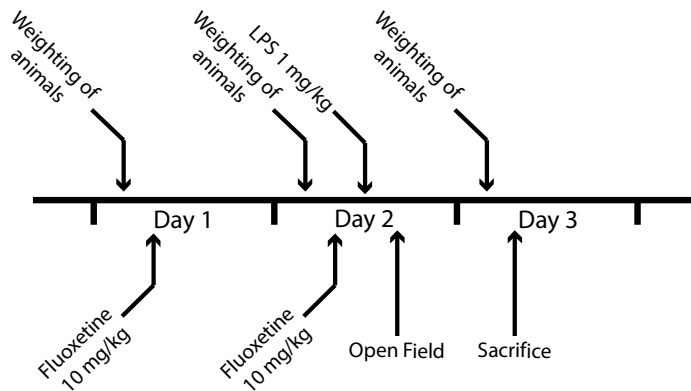 Weighting of
animals
Weighting of
animals
LPS 1 mg/kg
Weighting of
animals
Day 1
Day 2
Day 3
Fluoxetine
10 mg/kg
Fluoxetine
10 mg/kg
Open Field
Sacrifice